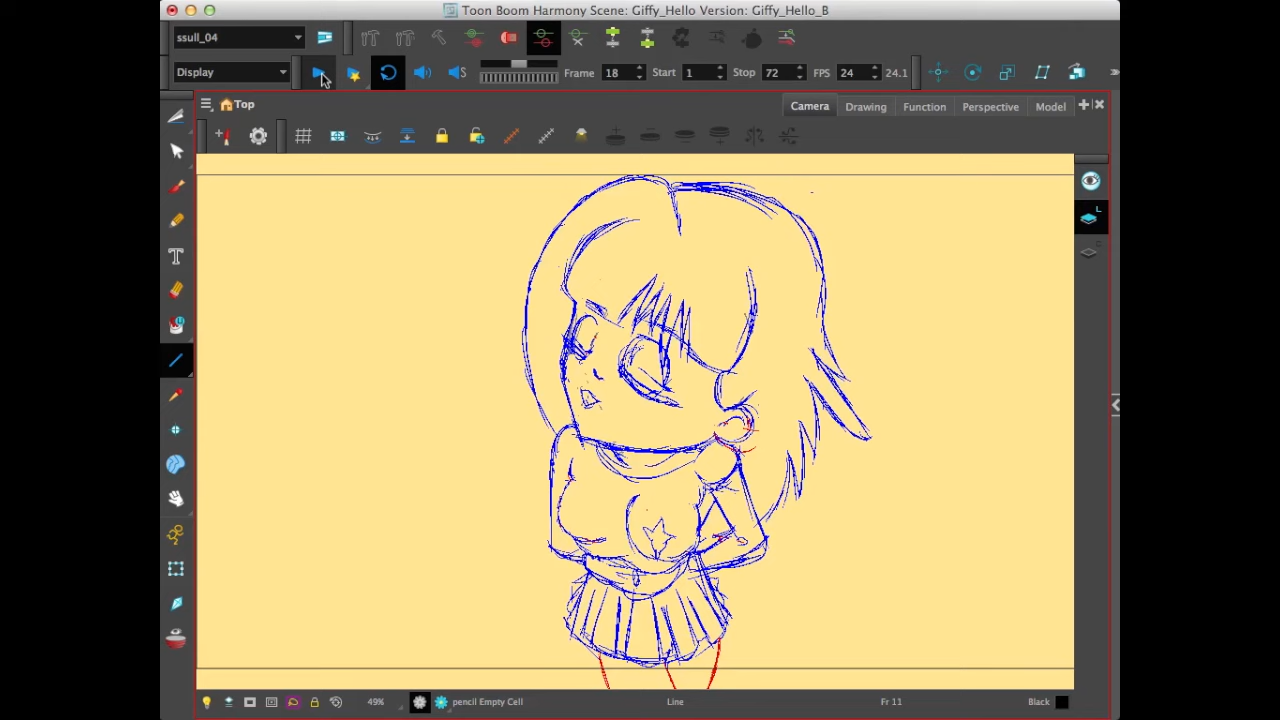 Toon Boom Harmony Scene: Giffy_Hello Version: Giffy_Hello_B
ssull_04
Display Frame 18 Start 1 Stop 72 FPS 24 24.1
Top Camera Drawing Function Perspective Model
T
L
C
49% pencil Empty Cell Line Fr 11 Black